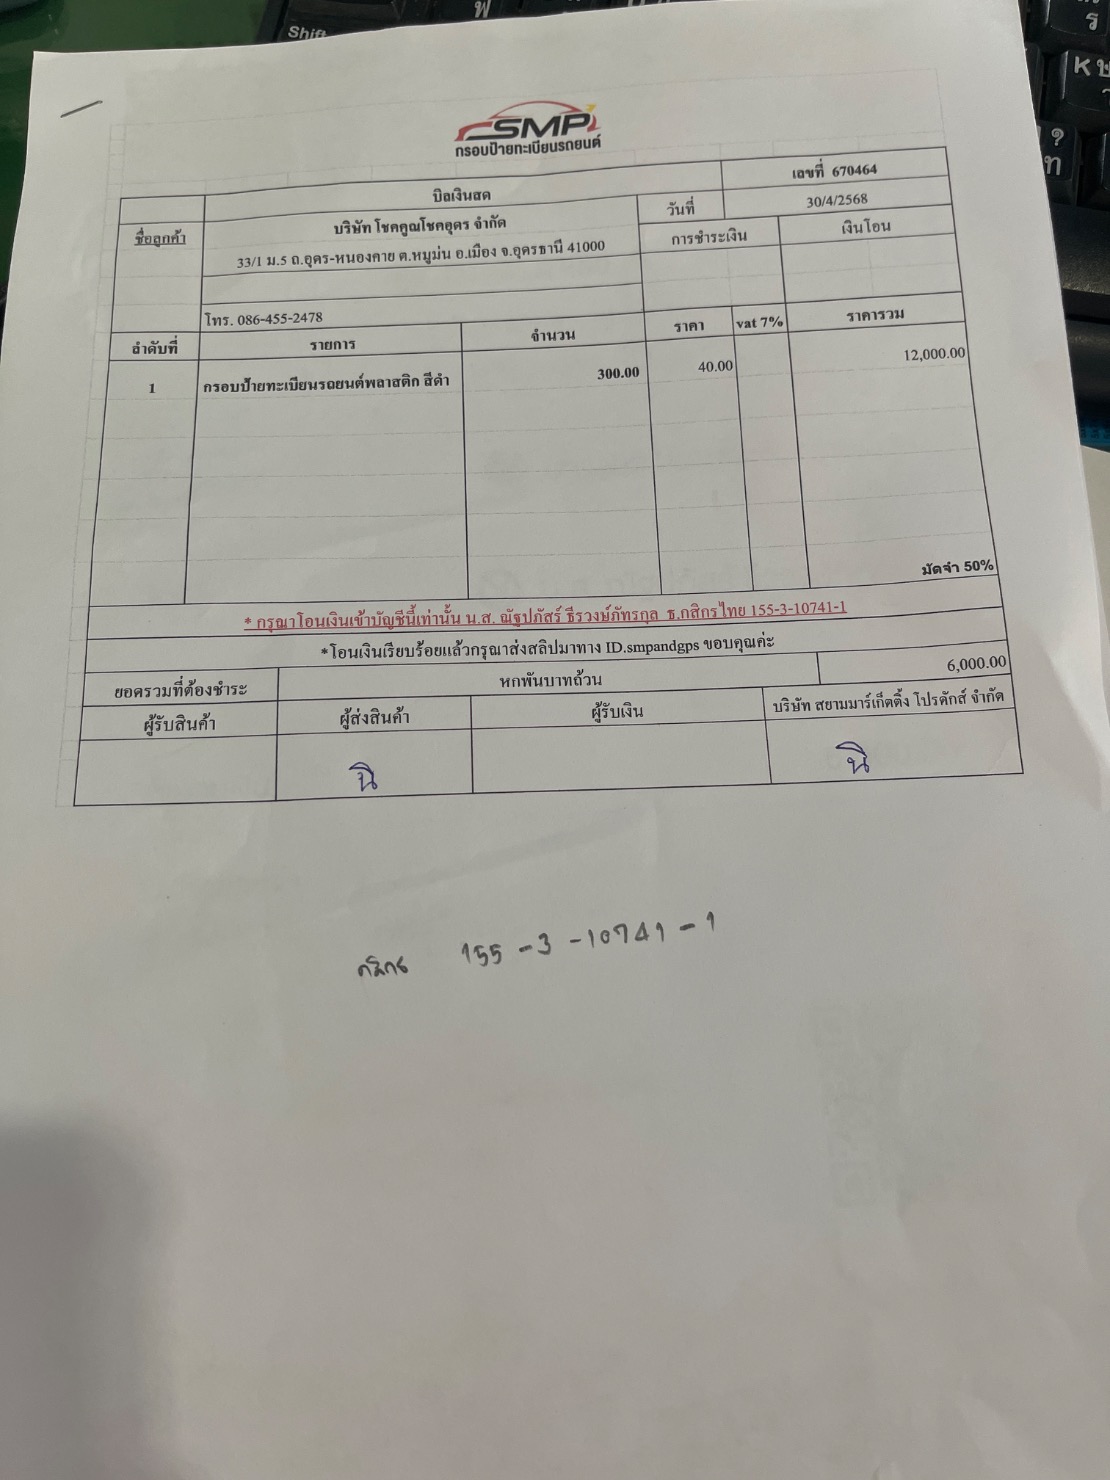 Shift
พ
ร
K ษ
?
ท
SMP
กรอบป้ายทะเบียนรถยนต์
บิลเงินสด
เลขที่ 670464
ชื่อลูกค้า
บริษัท โชคคูณโชคอุดร จำกัด
วันที่
30/4/2568
33/1 ม.5 ถ.อุดร-หนองคาย ต.หมูม่น อ.เมือง จ.อุดรธานี 41000
การชำระเงิน
เงินโอน
โทร. 086-455-2478
ลำดับที่
รายการ
จำนวน
ราคา
vat 7%
ราคารวม
1
กรอบป้ายทะเบียนรถยนต์พลาสติก สีดำ
300.00
40.00
12,000.00
มัดจำ 50%
* กรุณาโอนเงินเข้าบัญชีนี้เท่านั้น น.ส. ณัฐปภัสร์ ธีรวงษ์ภัทรกุล ธ.กสิกรไทย 155-3-10741-1
*โอนเงินเรียบร้อยแล้วกรุณาส่งสลิปมาทาง ID.smpandgps ขอบคุณค่ะ
ยอดรวมที่ต้องชำระ
หกพันบาทถ้วน
6,000.00
ผู้รับสินค้า
ผู้ส่งสินค้า
ผู้รับเงิน
บริษัท สยามมาร์เก็ตติ้ง โปรดักส์ จำกัด
นิ
นิ
กสิกร 155-3-10741-1